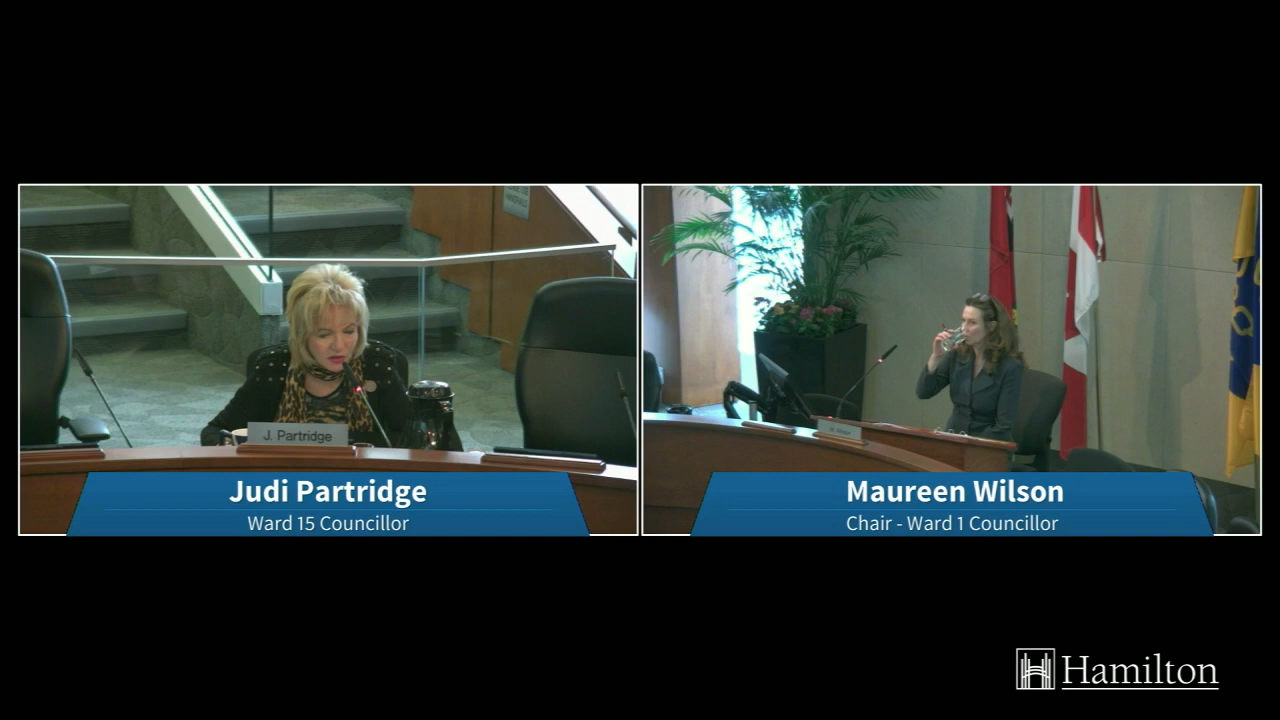 J. Partridge
Judi Partridge
Ward 15 Councillor
Maureen Wilson
Chair - Ward 1 Councillor
Hamilton